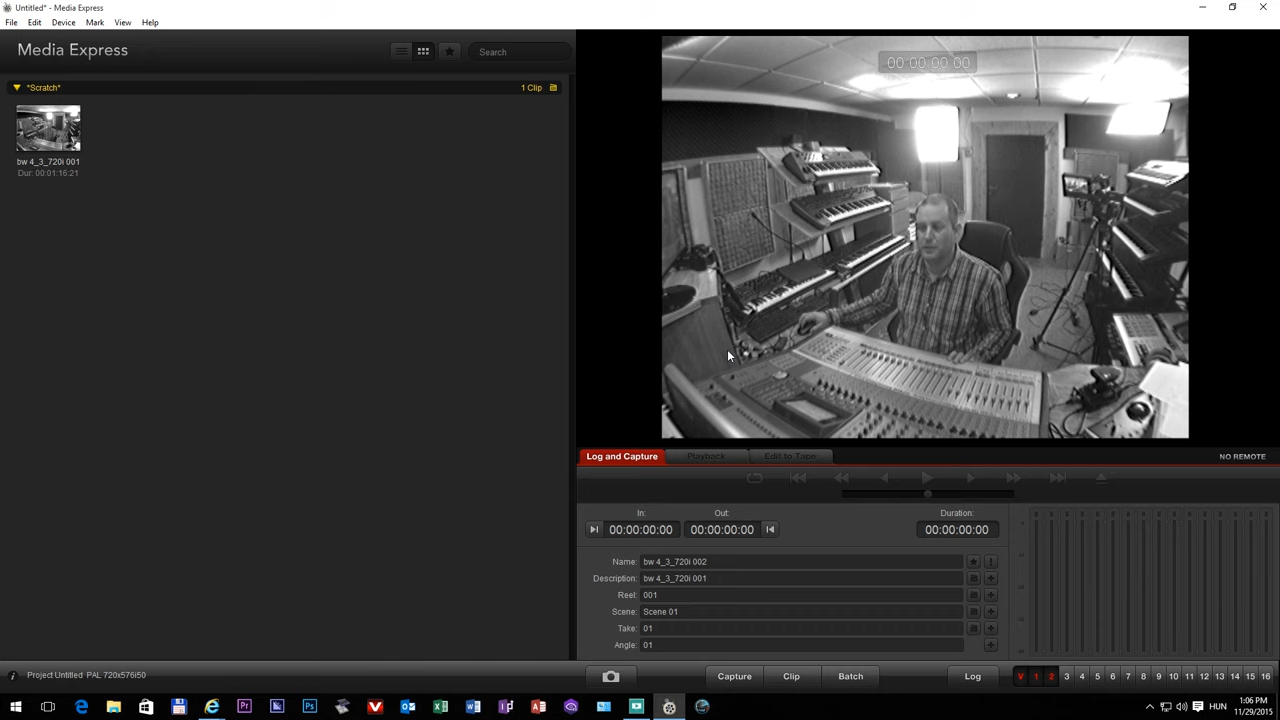 Untitled* - Media Express
File Edit Device Mark View Help
Media Express
Search
*Scratch*
1 Clip
bw 4_3_720i 001
Dur: 00:01:16:21
00:00:00:00
Log and Capture
Playback
Edit to Tape
NO REMOTE
In:
Out:
Duration:
00:00:00:00
00:00:00:00
00:00:00:00
Name: bw 4_3_720i 002
Description: bw 4_3_720i 001
Reel: 001
Scene: Scene 01
Take: 01
Angle: 01
Project Untitled PAL 720x576i50
Capture
Clip
Batch
Log
V 1 2 3 4 5 6 7 8 9 10 11 12 13 14 15 16
HUN
1:06 PM
11/29/2015